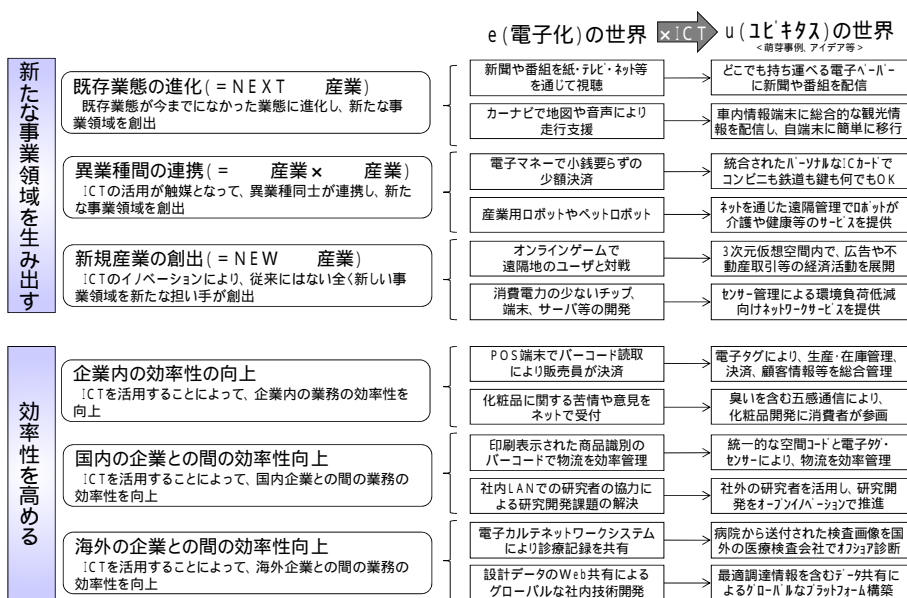 e(電子化)の世界
×ICT
u(ユビキタス)の世界
<萌芽事例、アイデア等>
新たな事業領域を生み出す
既存業態の進化(=NEXT　　産業)
既存業態が今までになかった業態に進化し、新たな事
業領域を創出
新聞や番組を紙・テレビ・ネット等
を通じて視聴
どこでも持ち運べる電子ペーパー
に新聞や番組を配信
カーナビで地図や音声により
走行支援
車内情報端末に総合的な観光情
報を配信し、自端末に簡単に移行
異業種間の連携(=　　産業×　　産業)
ICTの活用が触媒となって、異業種同士が連携し、新た
な事業領域を創出
電子マネーで小銭要らずの
少額決済
統合されたパーソナルなICカードで
コンビニも鉄道も鍵も何でもOK
産業用ロボットやペットロボット
ネットを通じた遠隔管理でロボットが
介護や健康等のサービスを提供
新規産業の創出(=NEW　　産業)
ICTのイノベーションにより、従来にはない全く新しい事
業領域を新たな担い手が創出
オンラインゲームで
遠隔地のユーザと対戦
3次元仮想空間内で、広告や不
動産取引等の経済活動を展開
消費電力の少ないチップ、
端末、サーバ等の開発
センサー管理による環境負荷低減
向けネットワークサービスを提供
効率性を高める
企業内の効率性の向上
ICTを活用することによって、企業内の業務の効率性を
向上
POS端末でバーコード読取
により販売員が決済
電子タグにより、生産・在庫管理、
決済、顧客情報等を総合管理
化粧品に関する苦情や意見を
ネットで受付
臭いを含む五感通信により、
化粧品開発に消費者が参画
国内の企業との間の効率性向上
ICTを活用することによって、国内企業との間の業務の
効率性を向上
印刷表示された商品識別の
バーコードで物流を効率管理
統一的な空間コードと電子タグ・
センサーにより、物流を効率管理
社内LANでの研究者の協力に
よる研究開発課題の解決
社外の研究者を活用し、研究開
発をオープンイノベーションで推進
海外の企業との間の効率性向上
ICTを活用することによって、海外企業との間の業務の
効率性を向上
電子カルテネットワークシステム
により診療記録を共有
病院から送付された検査画像を国
外の医療検査会社でオフショア診断
設計データのWeb共有による
グローバルな社内技術開発
最適調達情報を含むデータ共有に
よるグローバルなプラットフォーム構築